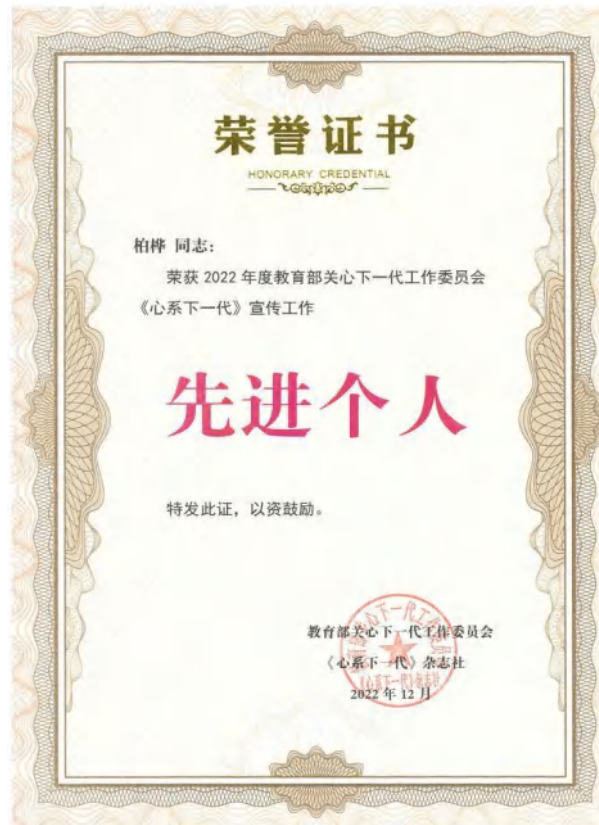 荣誉证书
HONORARY CREDENTIAL
柏桦 同志：
荣获 2022 年度教育部关心下一代工作委员会
《心系下一代》宣传工作
先进个人
特发此证，以资鼓励。
教育部关心下一代工作委员会
《心系下一代》杂志社
2022 年 12 月